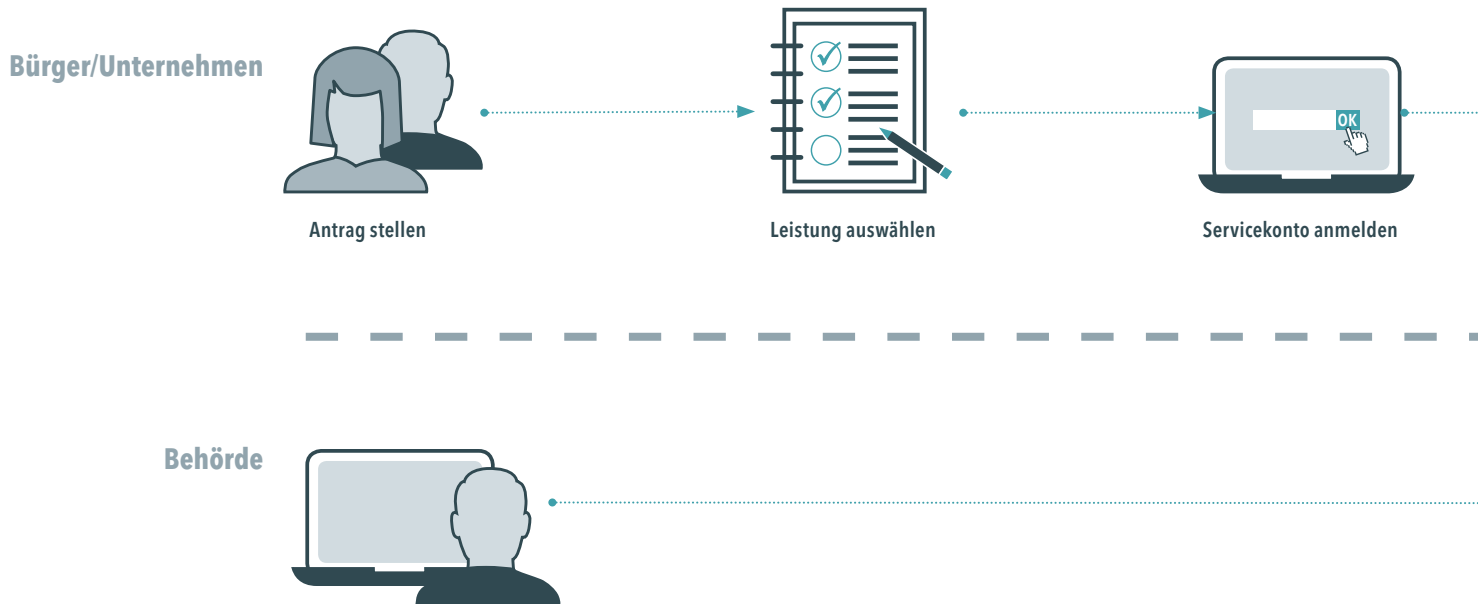 Bürger/Unternehmen
OK
Antrag stellen
Leistung auswählen
Servicekonto anmelden
Behörde